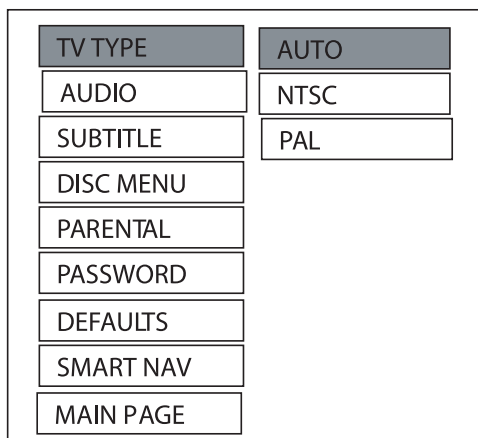 TV TYPE
AUTO
AUDIO
NTSC
SUBTITLE
PAL
DISC MENU
PARENTAL
PASSWORD
DEFAULTS
SMART NAV
MAIN PAGE